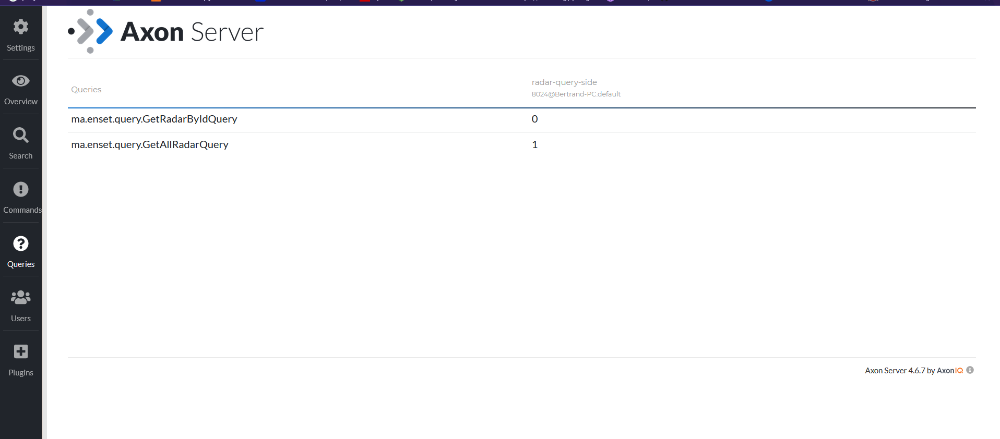 Axon Server
Settings
Overview
Search
Commands
Queries
Users
Plugins
Queries
radar-query-side
8024@Bertrand-PC.default
ma.enset.query.GetRadarByIdQuery
0
ma.enset.query.GetAllRadarQuery
1
Axon Server 4.6.7 by AxonIQ